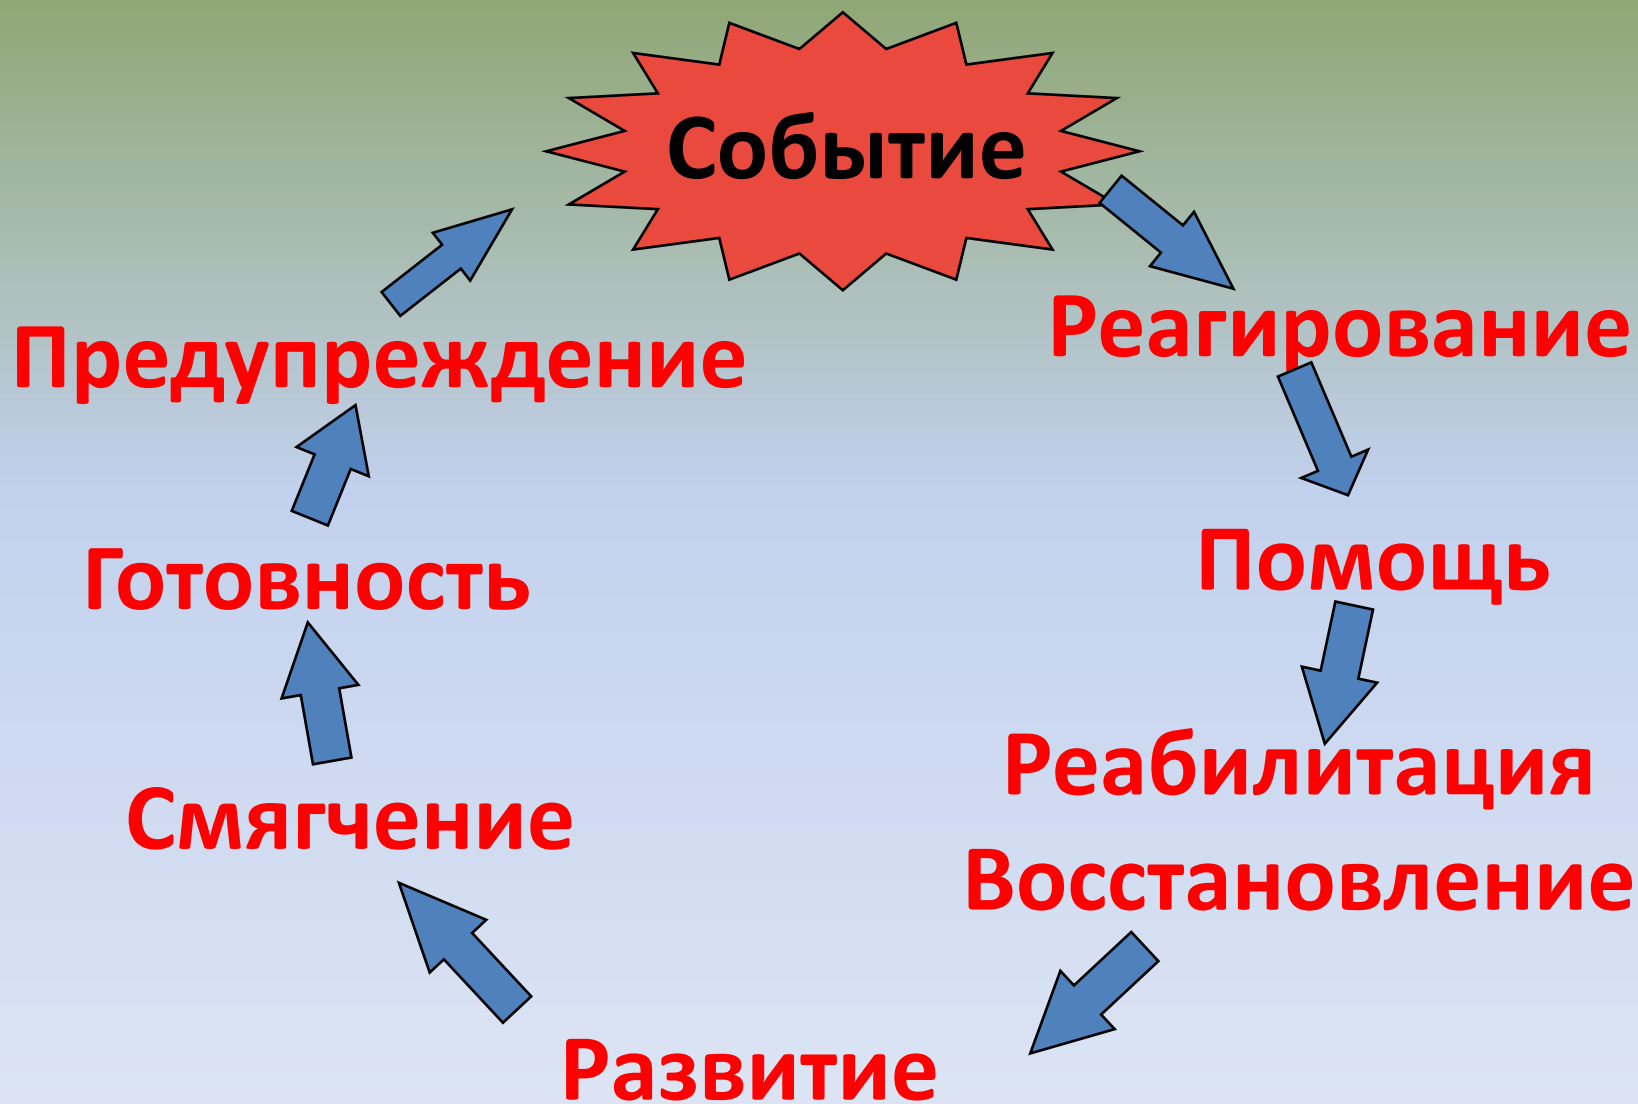 Событие
Реагирование
Помощь
Реабилитация
Восстановление
Развитие
Смягчение
Готовность
Предупреждение